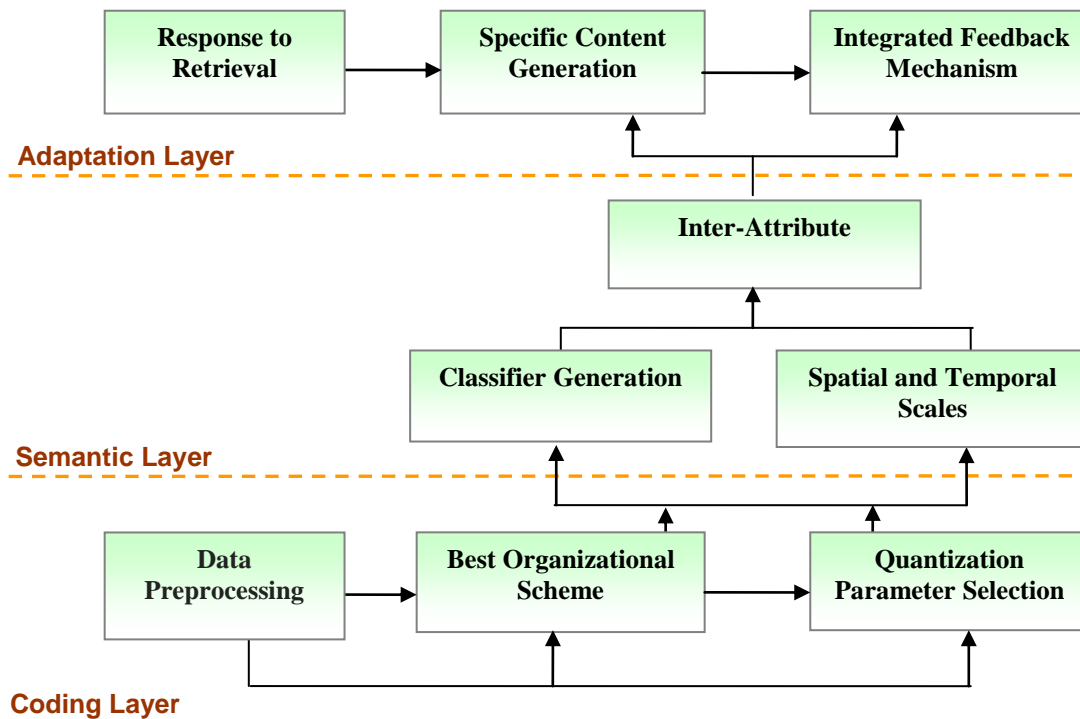 Response to
Retrieval
Specific Content
Generation
Integrated Feedback
Mechanism
Adaptation Layer
Inter-Attribute
Classifier Generation
Spatial and Temporal
Scales
Semantic Layer
Data
Preprocessing
Best Organizational
Scheme
Quantization
Parameter Selection
Coding Layer